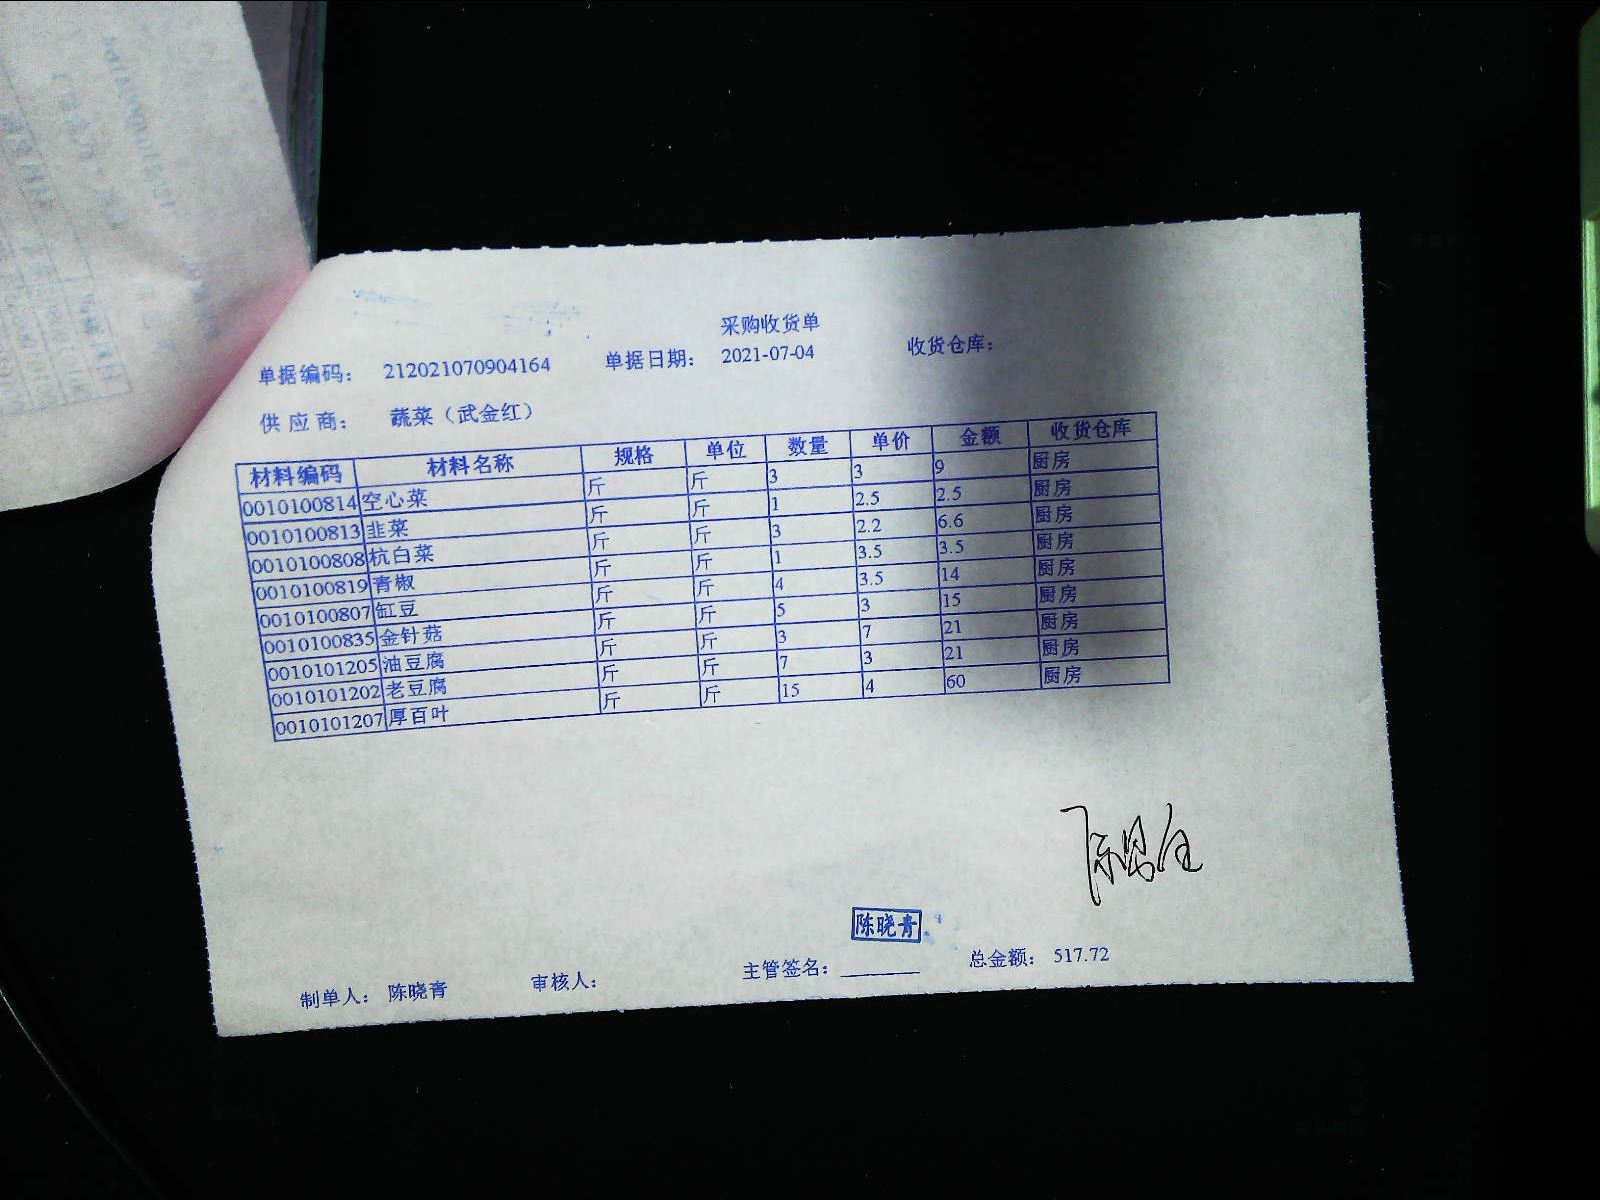 采购收货单
单据编码： 212021070904164 单据日期： 2021-07-04 收货仓库：
供 应 商： 蔬菜（武金红）
材料编码 材料名称 规格 单位 数量 单价 金额 收货仓库
0010100814 空心菜 斤 斤 3 3 9 厨房
0010100813 韭菜 斤 斤 1 2.5 2.5 厨房
0010100808 杭白菜 斤 斤 3 2.2 6.6 厨房
0010100819 青椒 斤 斤 1 3.5 3.5 厨房
0010100807 缸豆 斤 斤 4 3.5 14 厨房
0010100835 金针菇 斤 斤 5 3 15 厨房
0010101205 油豆腐 斤 斤 3 7 21 厨房
0010101202 老豆腐 斤 斤 7 3 21 厨房
0010101207 厚百叶 斤 斤 15 4 60 厨房
陈晓青
制单人： 陈晓青 审核人： 主管签名： 总金额： 517.72